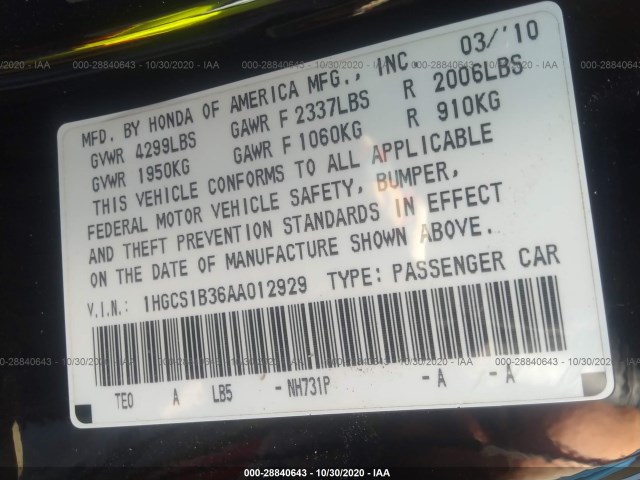 000-28840643 - 10/30/2020 - IAA
MFD. BY HONDA OF AMERICA MFG., INC. 03/'10
GVWR 4299LBS GAWR F 2337LBS R 2006LBS
GVWR 1950KG GAWR F 1060KG R 910KG
THIS VEHICLE CONFORMS TO ALL APPLICABLE
FEDERAL MOTOR VEHICLE SAFETY, BUMPER,
AND THEFT PREVENTION STANDARDS IN EFFECT
ON THE DATE OF MANUFACTURE SHOWN ABOVE.
V.I.N.: 1HGCS1B36AA012929 TYPE: PASSENGER CAR
TE0 A LB5 -NH731P -A -A
000-28840643 - 10/30/2020 - IAA